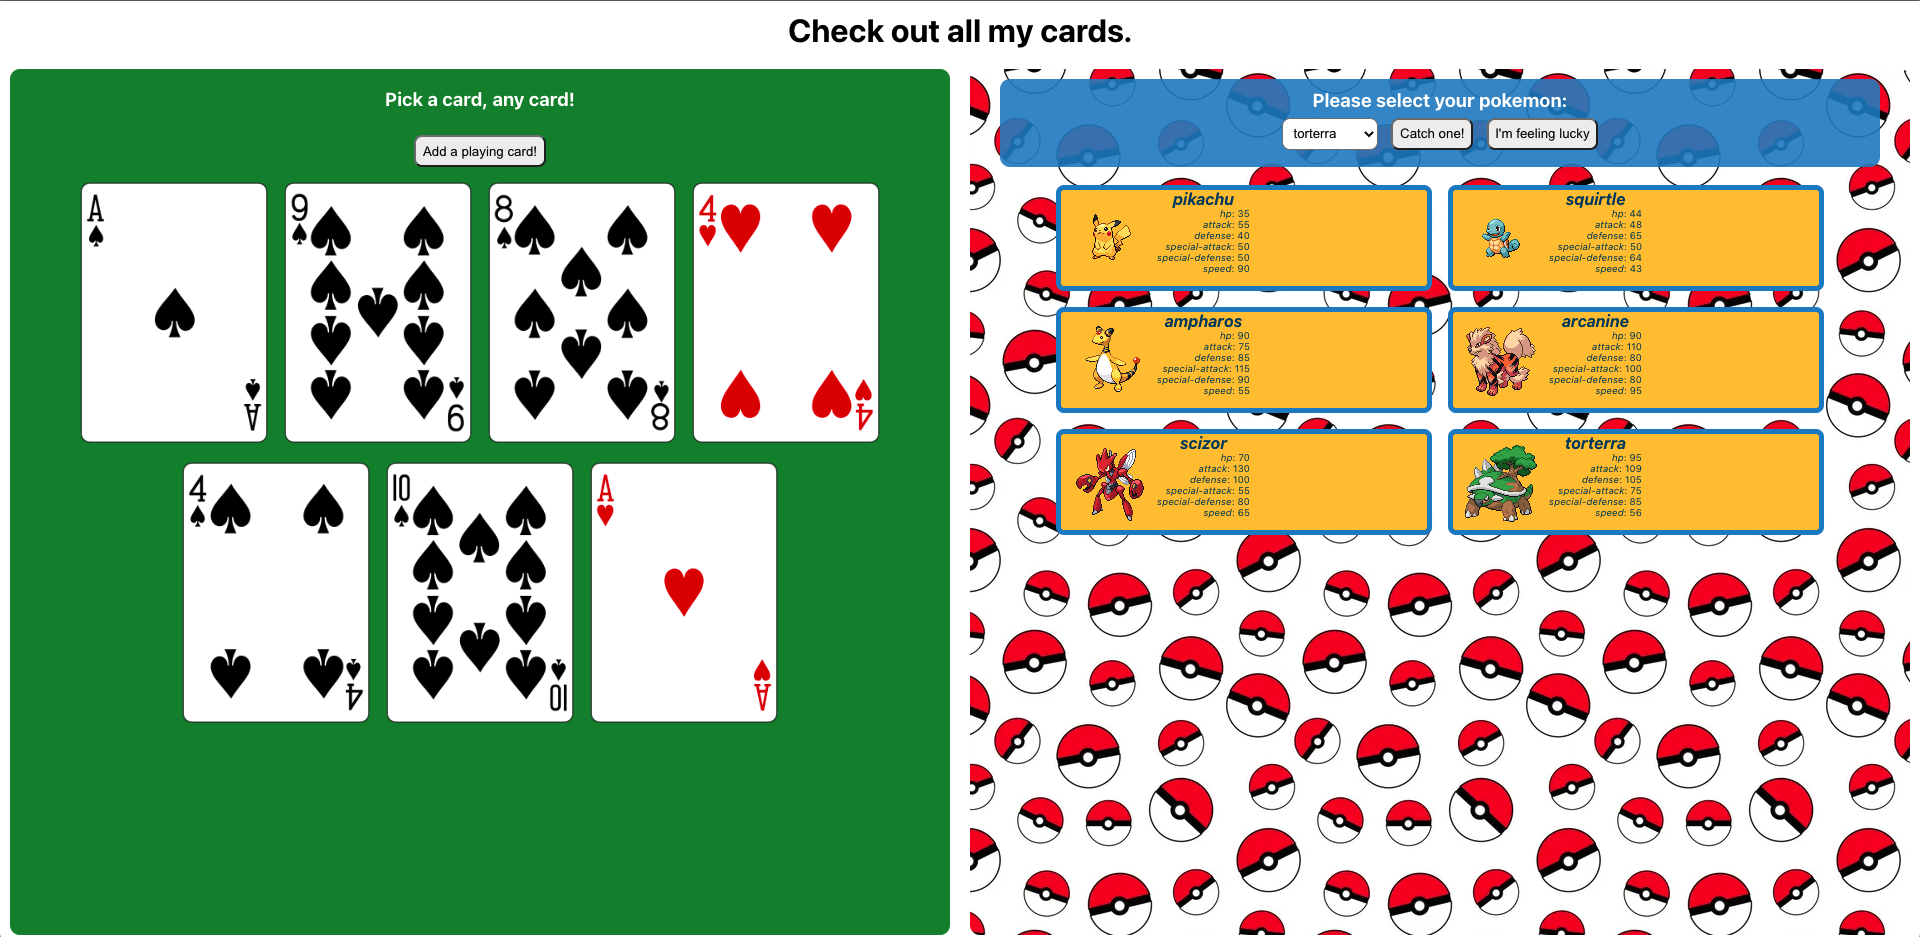 Check out all my cards.
Pick a card, any card!
Add a playing card!
A
A
9
9
8
8
4
4
4
4
10
10
A
A
Please select your pokemon:
torterra
Catch one!
I'm feeling lucky
pikachu
hp: 35
attack: 55
defense: 40
special-attack: 50
special-defense: 50
speed: 90
squirtle
hp: 44
attack: 48
defense: 65
special-attack: 50
special-defense: 64
speed: 43
ampharos
hp: 90
attack: 75
defense: 85
special-attack: 115
special-defense: 90
speed: 55
arcanine
hp: 90
attack: 110
defense: 80
special-attack: 100
special-defense: 80
speed: 95
scizor
hp: 70
attack: 130
defense: 100
special-attack: 55
special-defense: 80
speed: 65
torterra
hp: 95
attack: 109
defense: 105
special-attack: 75
special-defense: 85
speed: 56